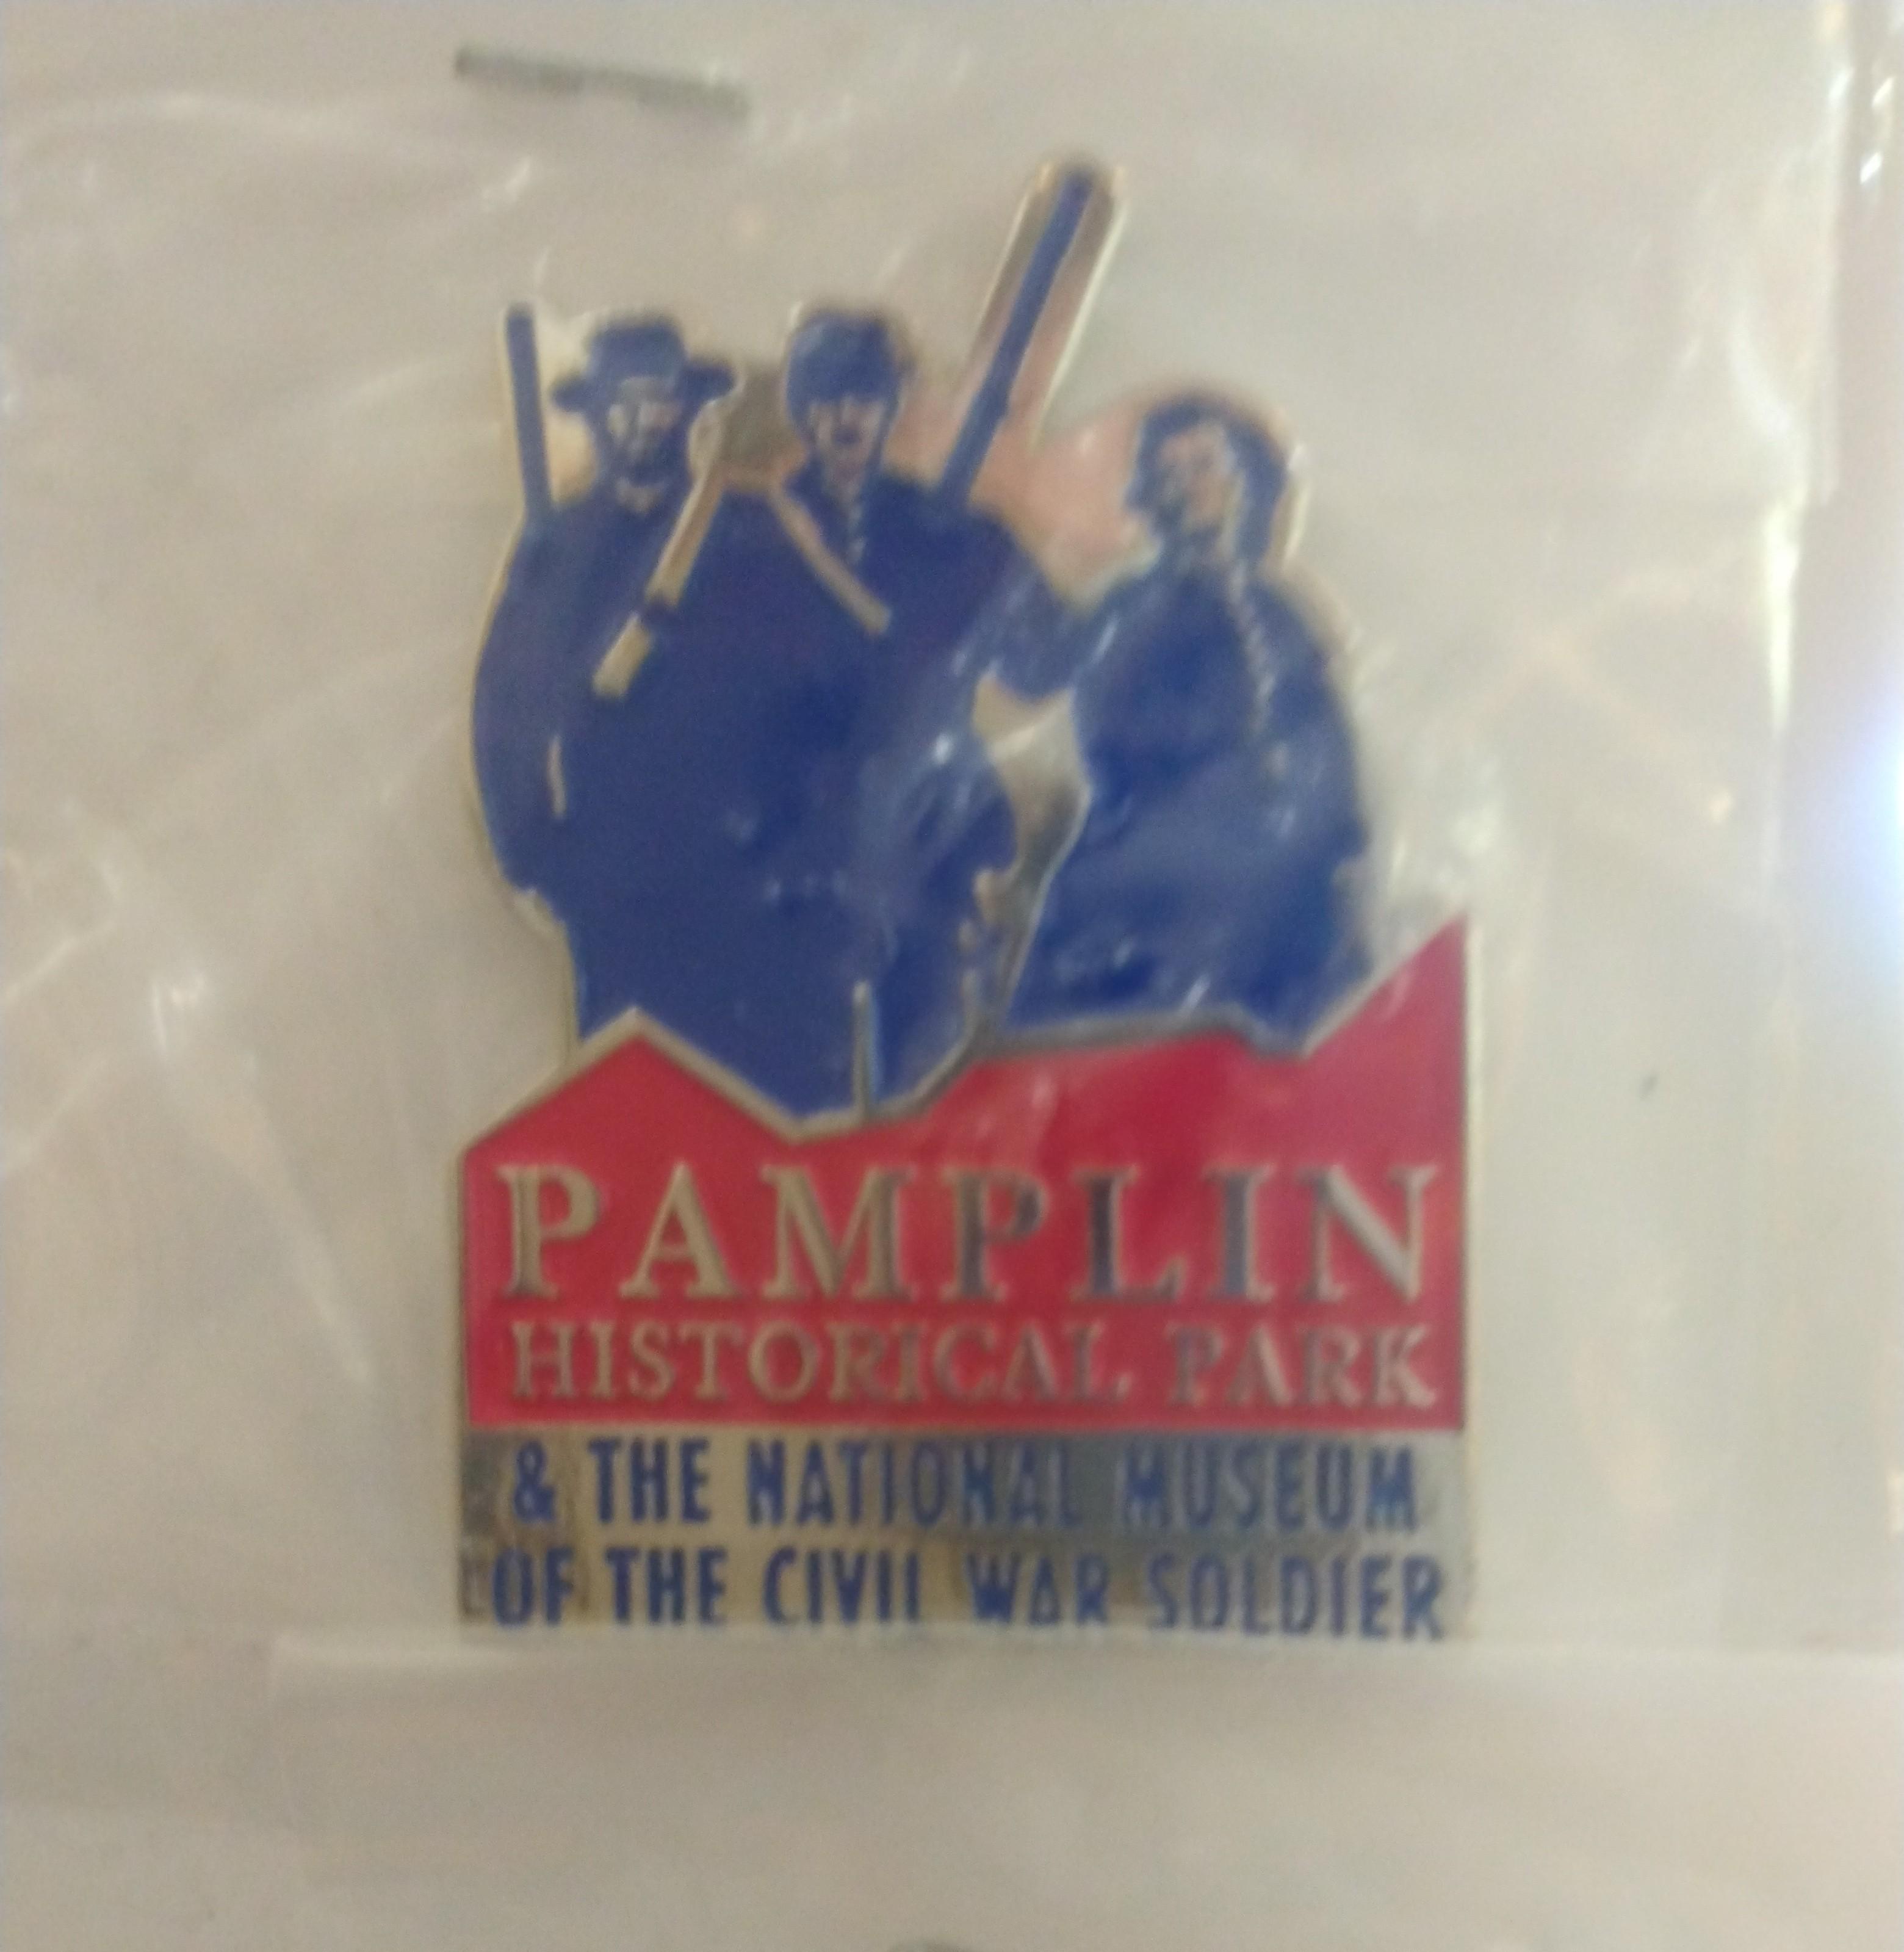 PAMPLIN
HISTORICAL PARK
& THE NATIONAL MUSEUM
OF THE CIVIL WAR SOLDIER